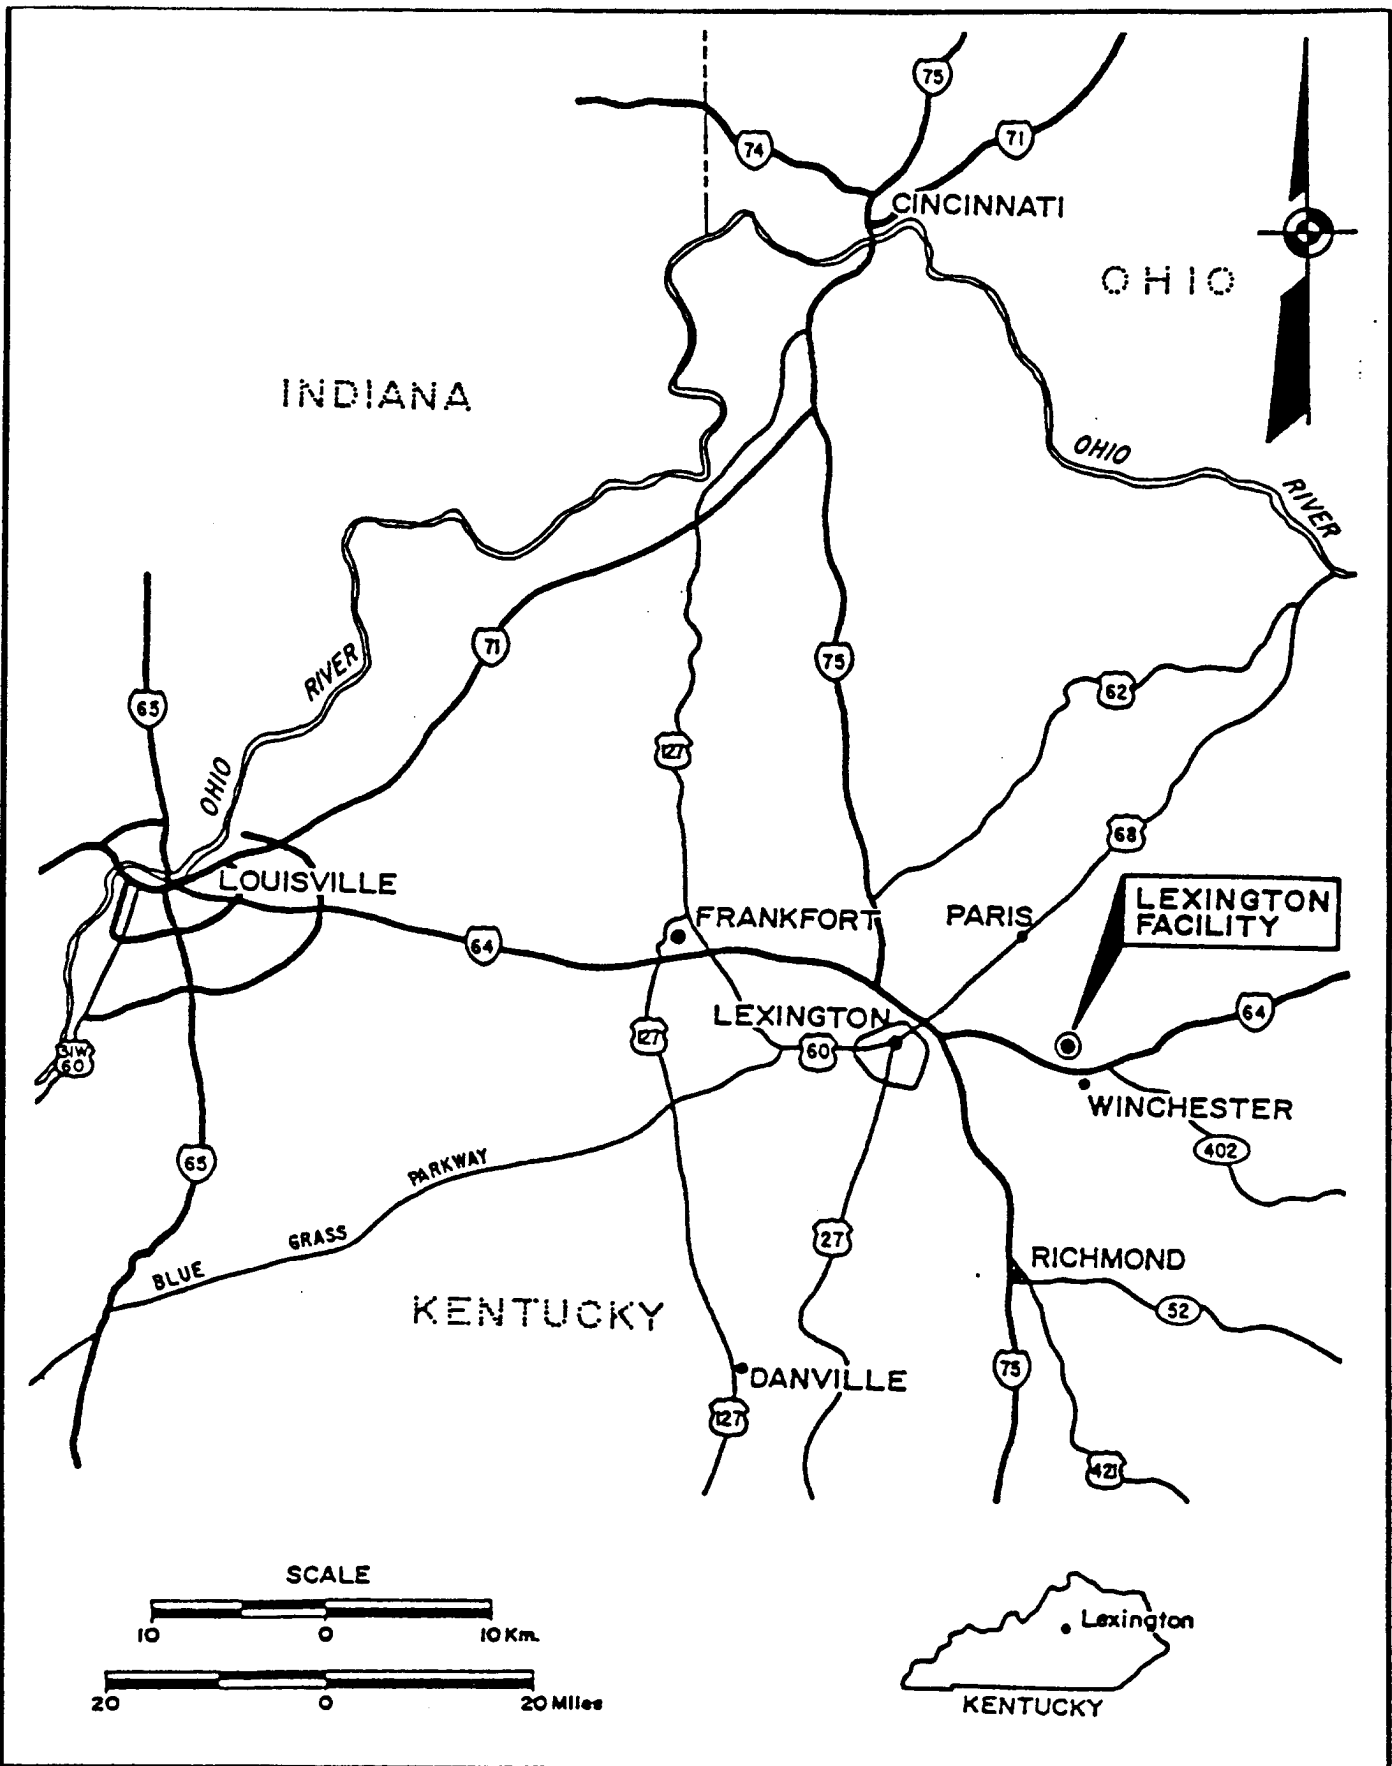 75
71
74
CINCINNATI
OHIO
INDIANA
OHIO
RIVER
71
RIVER
75
62
65
127
OHIO
68
LOUISVILLE
LEXINGTON
FACILITY
FRANKFORT
PARIS
64
64
LEXINGTON
127
60
31W
60
WINCHESTER
402
65
PARKWAY
GRASS
BLUE
27
RICHMOND
52
KENTUCKY
75
DANVILLE
127
421
SCALE
10 0 10 Km.
20 0 20 Miles
Lexington
KENTUCKY